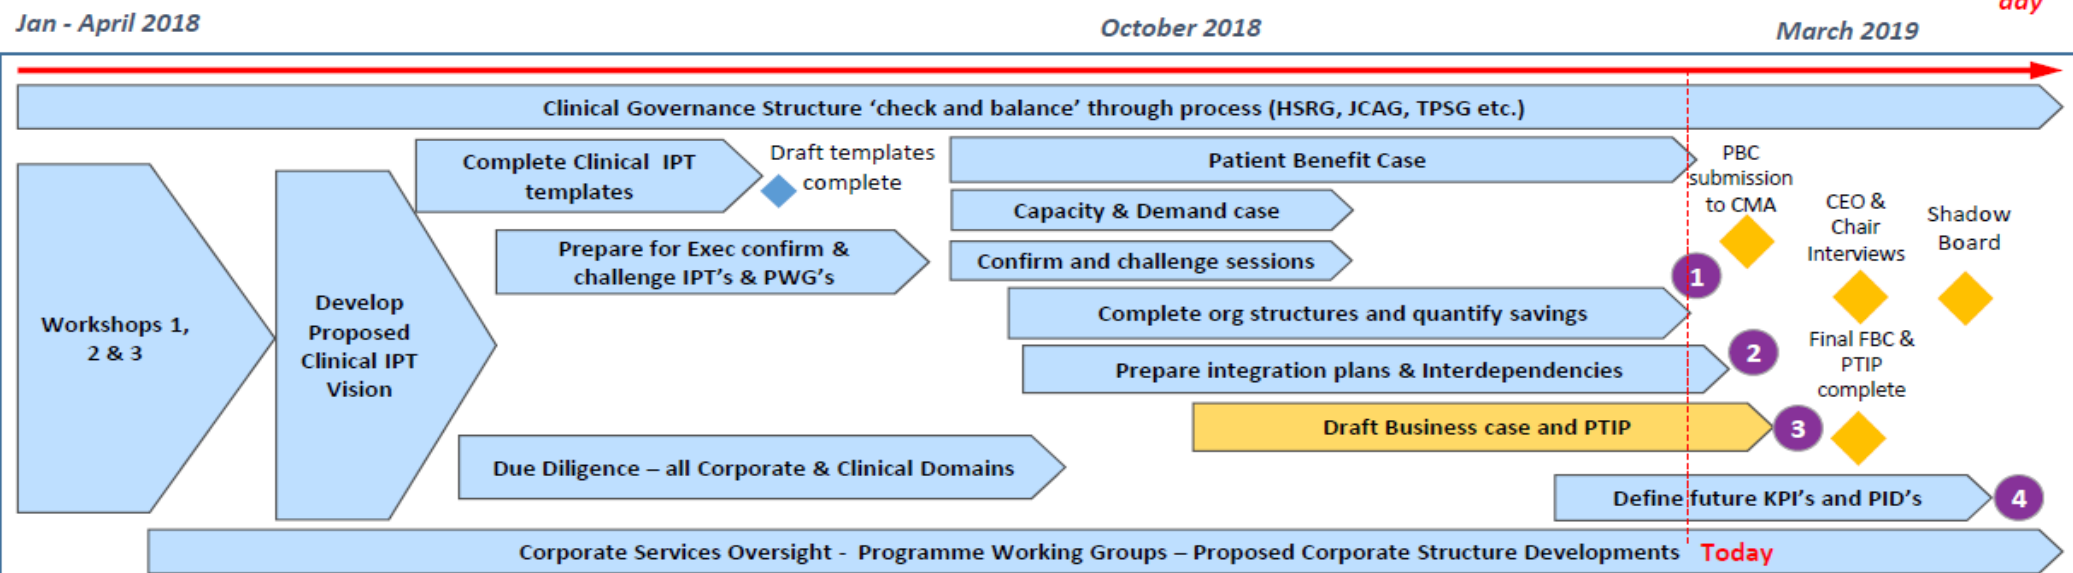 day
Jan - April 2018
October 2018
March 2019
Clinical Governance Structure ‘check and balance’ through process (HSRG, JCAG, TPSG etc.)
Complete Clinical IPT
templates
Draft templates
complete
Patient Benefit Case
PBC
submission
to CMA
Capacity & Demand case
CEO &
Chair
Interviews
Shadow
Board
Prepare for Exec confirm &
challenge IPT’s & PWG’s
Confirm and challenge sessions
1
Workshops 1,
2 & 3
Develop
Proposed
Clinical IPT
Vision
Complete org structures and quantify savings
2
Final FBC &
PTIP
complete
Prepare integration plans & Interdependencies
Draft Business case and PTIP
3
Due Diligence – all Corporate & Clinical Domains
Define future KPI’s and PID’s
4
Corporate Services Oversight - Programme Working Groups – Proposed Corporate Structure Developments
Today